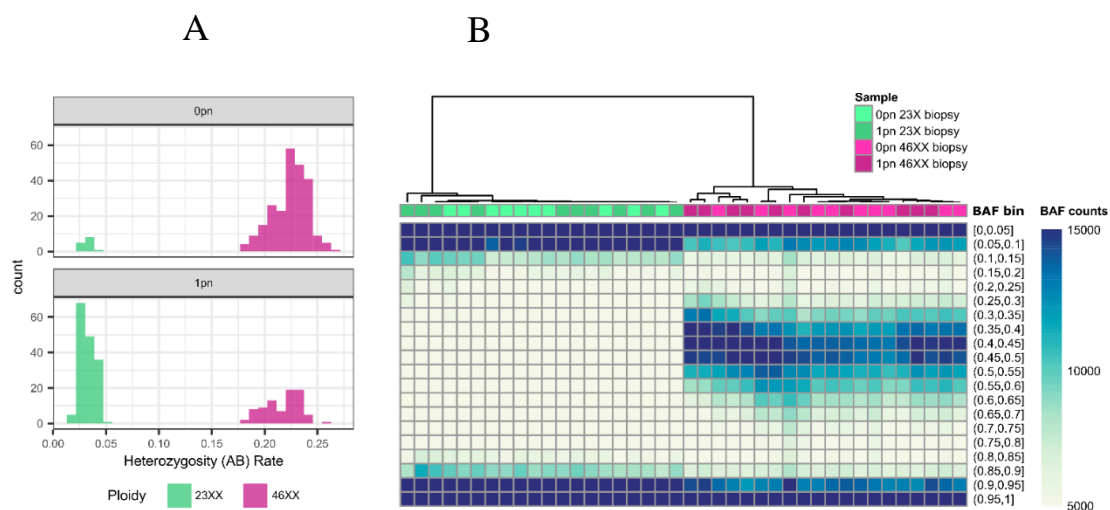 A
B
0pn
60
40
20
0
1pn
60
40
20
0
count
0.00 0.05 0.10 0.15 0.20 0.25
Heterozygosity (AB) Rate
Ploidy 23XX 46XX
Sample
0pn 23X biopsy
1pn 23X biopsy
0pn 46XX biopsy
1pn 46XX biopsy
BAF bin
[0,0.05]
(0.05,0.1]
(0.1,0.15]
(0.15,0.2]
(0.2,0.25]
(0.25,0.3]
(0.3,0.35]
(0.35,0.4]
(0.4,0.45]
(0.45,0.5]
(0.5,0.55]
(0.55,0.6]
(0.6,0.65]
(0.65,0.7]
(0.7,0.75]
(0.75,0.8]
(0.8,0.85]
(0.85,0.9]
(0.9,0.95]
(0.95,1]
BAF counts
15000
10000
5000